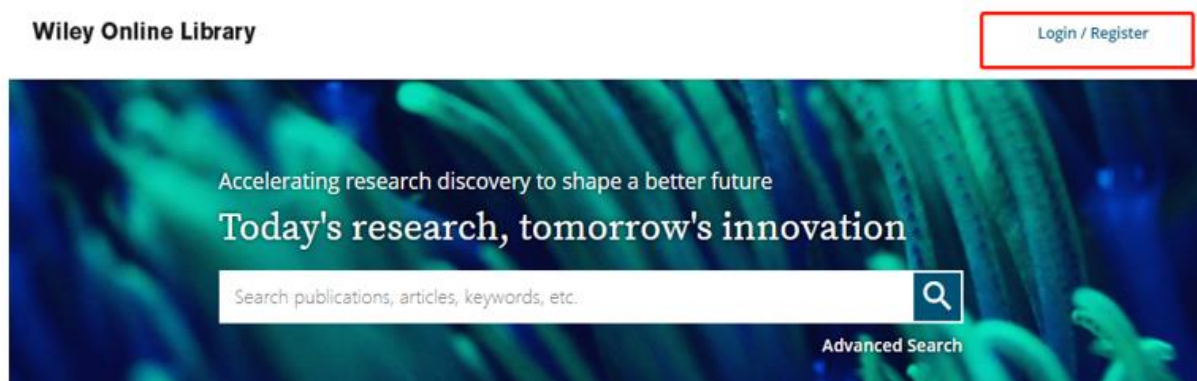 Wiley Online Library
Login / Register
Accelerating research discovery to shape a better future
Today's research, tomorrow's innovation
Search publications, articles, keywords, etc.
Advanced Search